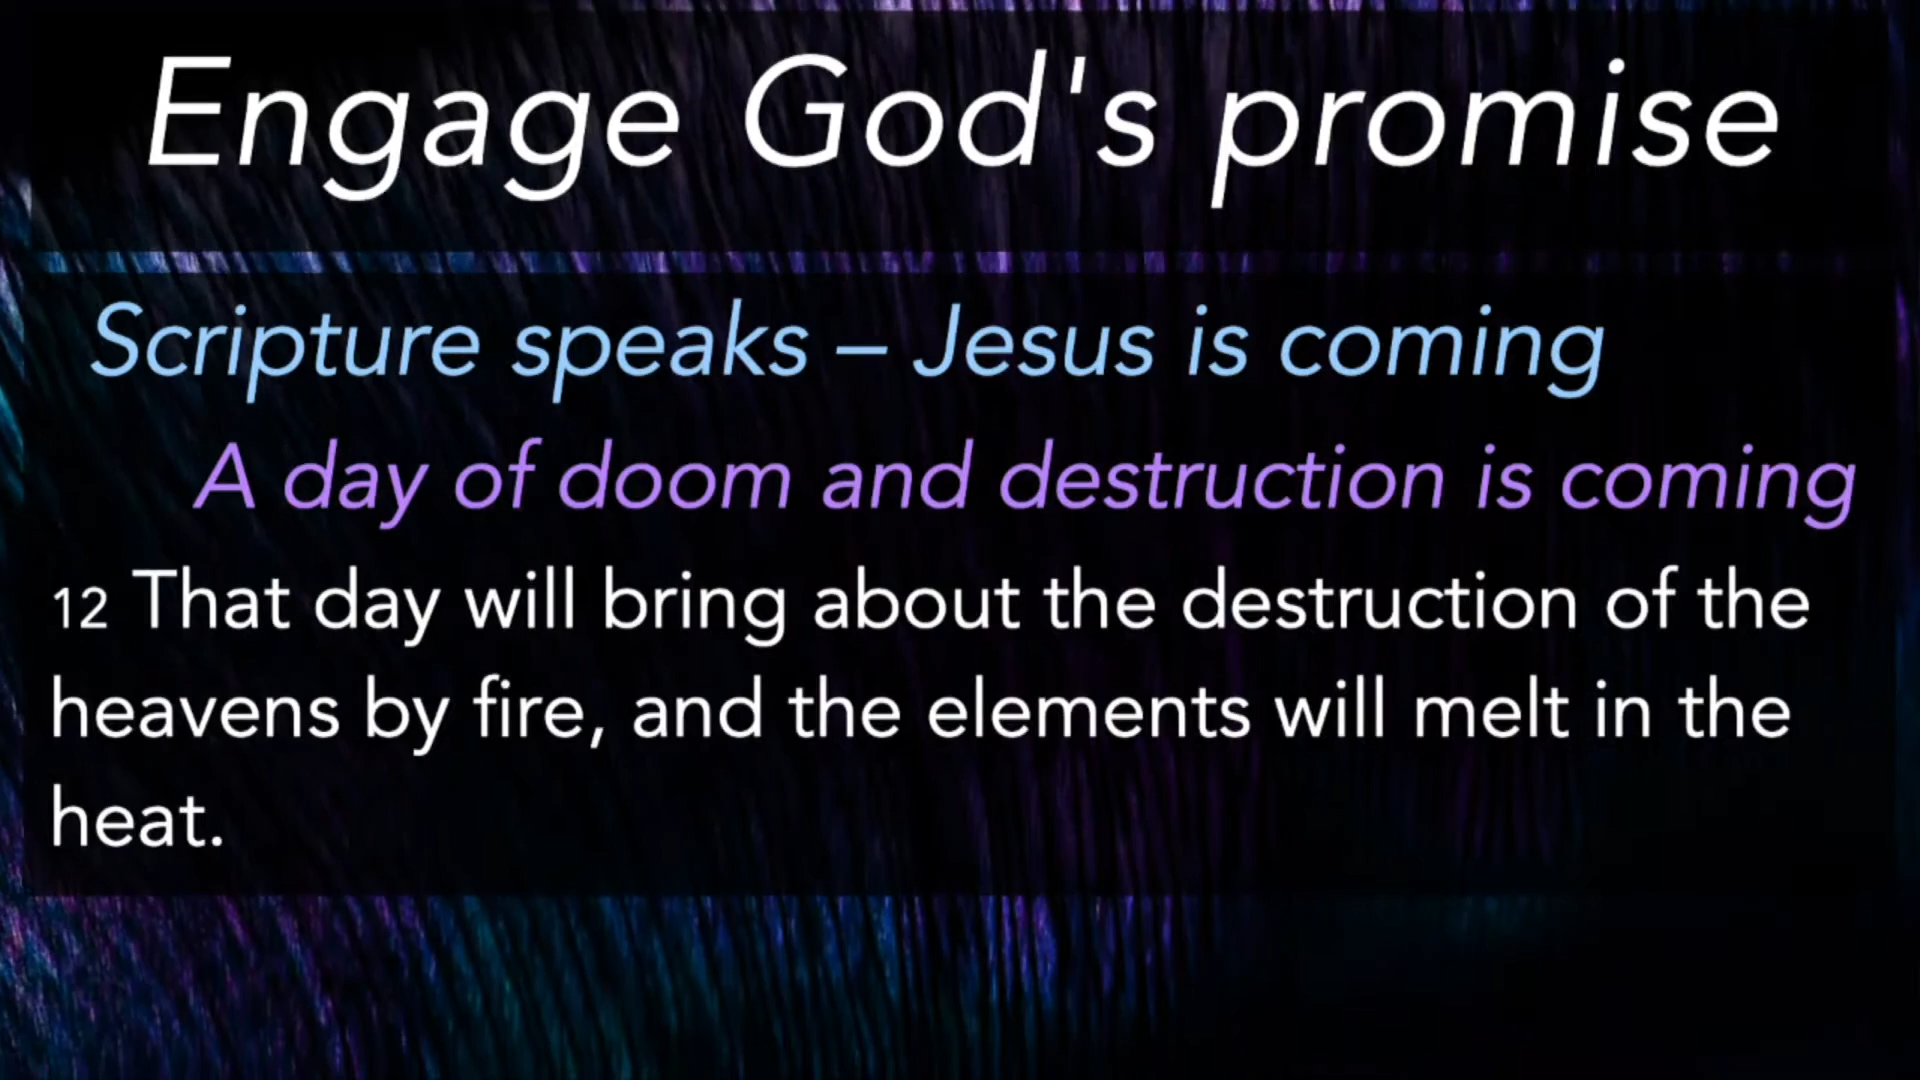 Engage God's promise
Scripture speaks – Jesus is coming
A day of doom and destruction is coming
12 That day will bring about the destruction of the
heavens by fire, and the elements will melt in the
heat.